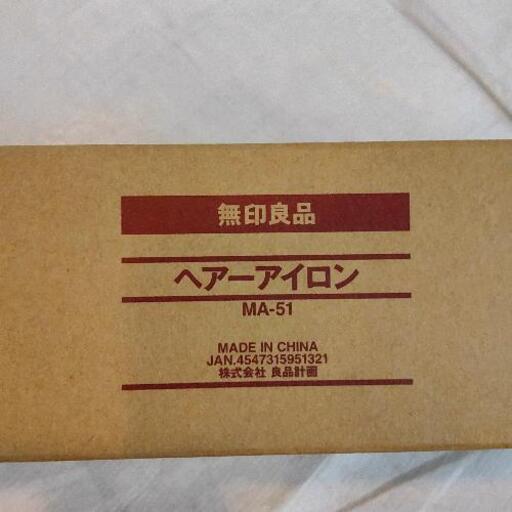 無印良品
ヘアーアイロン
MA-51
MADE IN CHINA
JAN.4547315951321
株式会社 良品計画